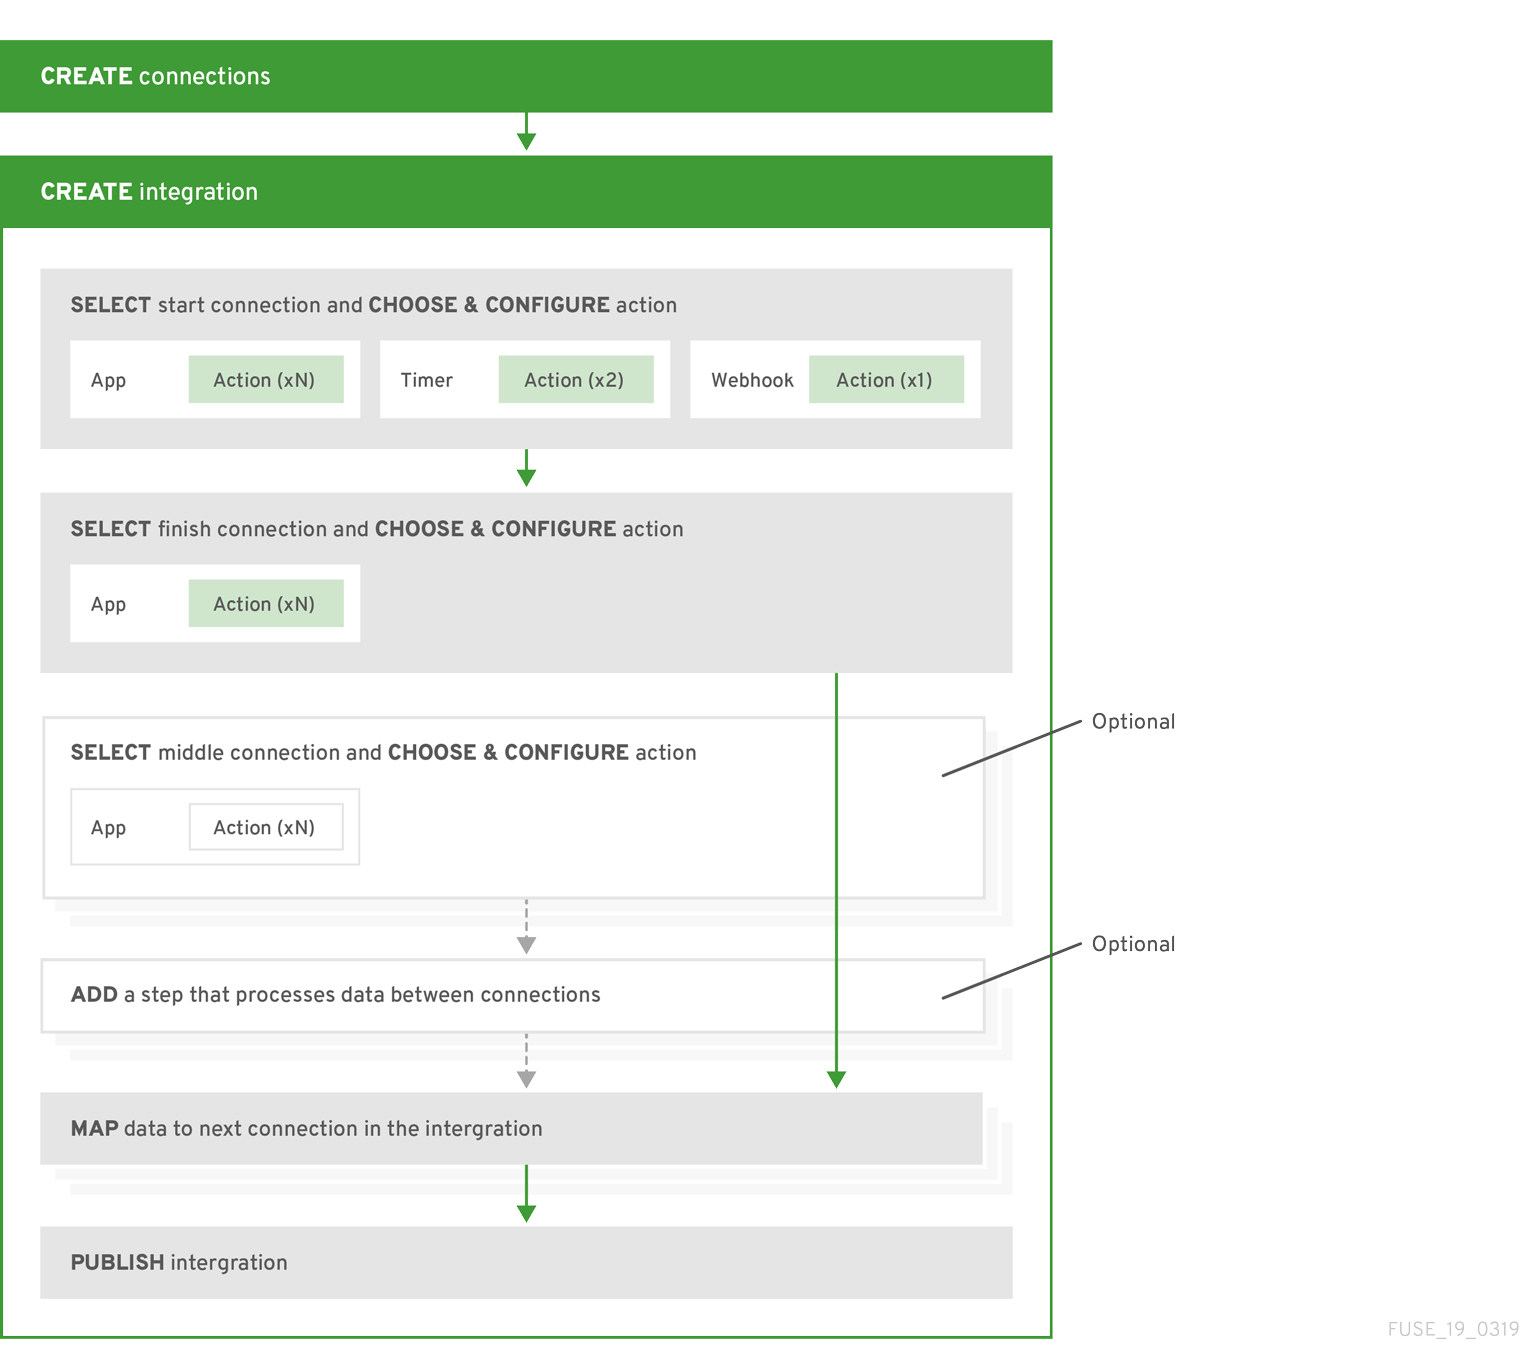 CREATE connections
CREATE integration
SELECT start connection and CHOOSE & CONFIGURE action
App Action (xN) Timer Action (x2) Webhook Action (x1)
SELECT finish connection and CHOOSE & CONFIGURE action
App Action (xN)
Optional
SELECT middle connection and CHOOSE & CONFIGURE action
App Action (xN)
Optional
ADD a step that processes data between connections
MAP data to next connection in the intergration
PUBLISH intergration
FUSE_19_0319